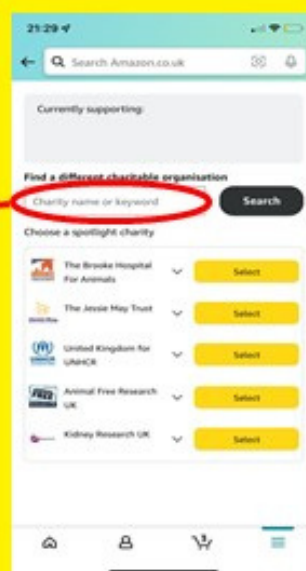 21:29
Search Amazon.co.uk
Currently supporting:
Find a different charitable organisation
Charity name or keyword
Search
Choose a spotlight charity
The Brooke Hospital
For Animals
Select
The Jessie May Trust
Select
United Kingdom for
UNHCR
Select
Animal Free Research
UK
Select
Kidney Research UK
Select